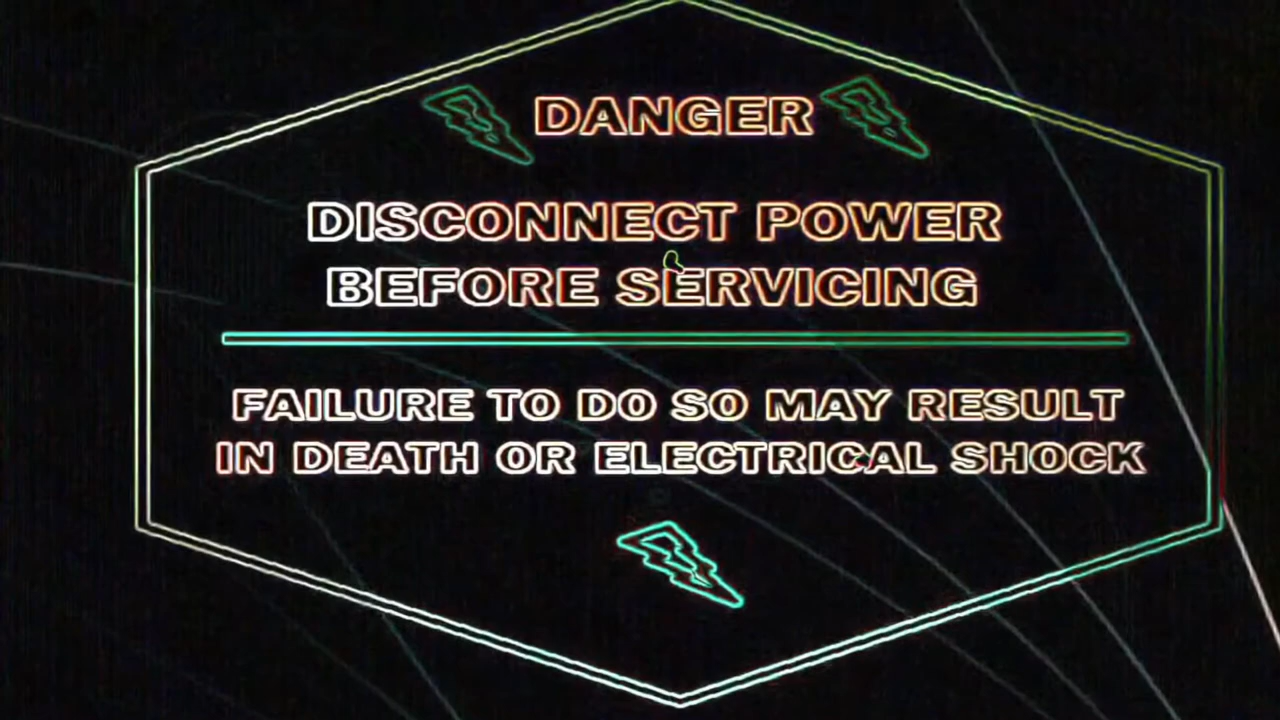 DANGER
DISCONNECT POWER
BEFORE SERVICING
FAILURE TO DO SO MAY RESULT
IN DEATH OR ELECTRICAL SHOCK